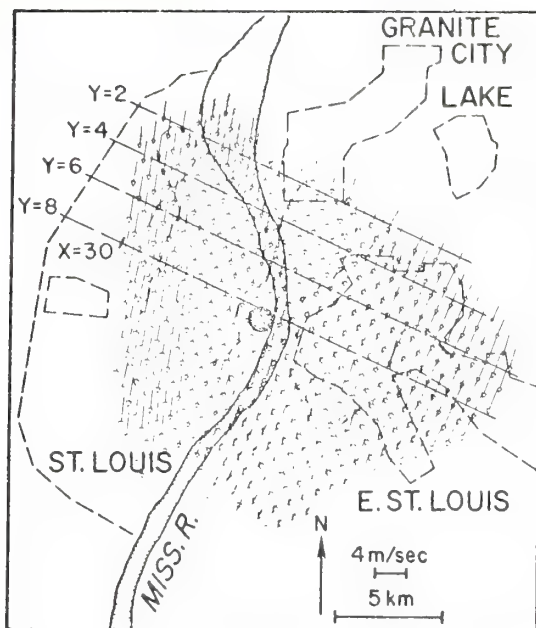 GRANITE
CITY
LAKE
Y=2
Y=4
Y=6
Y=8
X=30
ST. LOUIS
E. ST. LOUIS
MISS. R.
N
4 m/sec
5 km